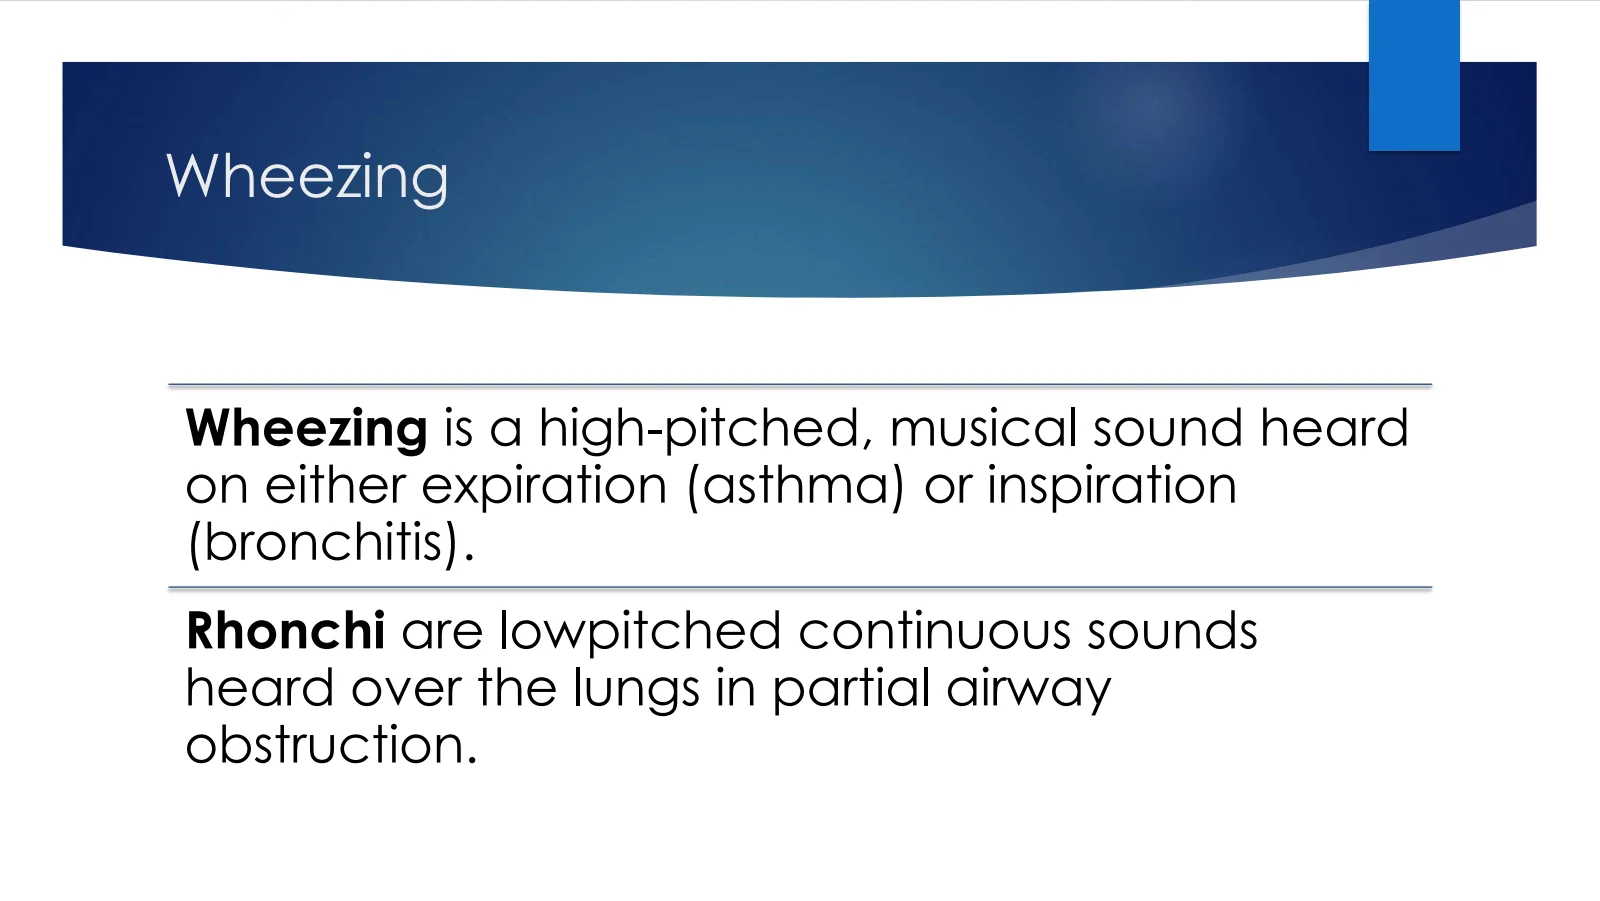 Wheezing
Wheezing is a high-pitched, musical sound heard
on either expiration (asthma) or inspiration
(bronchitis).
Rhonchi are lowpitched continuous sounds
heard over the lungs in partial airway
obstruction.